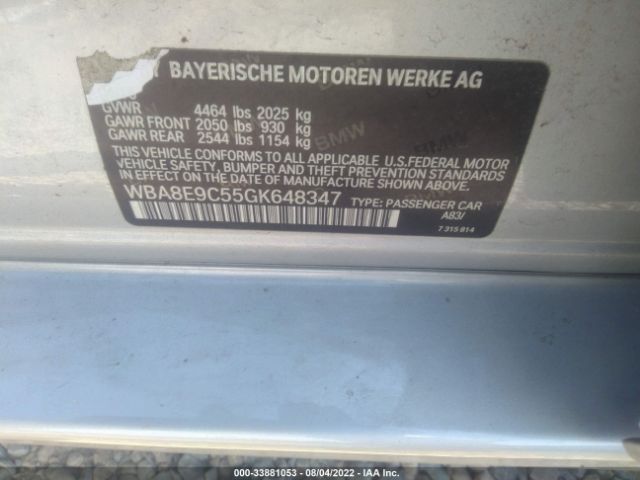 BAYERISCHE MOTOREN WERKE AG
GVWR 4464 lbs 2025 kg
GAWR FRONT 2050 lbs 930 kg
GAWR REAR 2544 lbs 1154 kg
THIS VEHICLE CONFORMS TO ALL APPLICABLE U.S.FEDERAL MOTOR
VEHICLE SAFETY, BUMPER AND THEFT PREVENTION STANDARDS
IN EFFECT ON THE DATE OF MANUFACTURE SHOWN ABOVE.
WBA8E9C55GK648347 TYPE: PASSENGER CAR
A83/
7 315 814
BMW
BMW
000-33881053 - 08/04/2022 - IAA Inc.